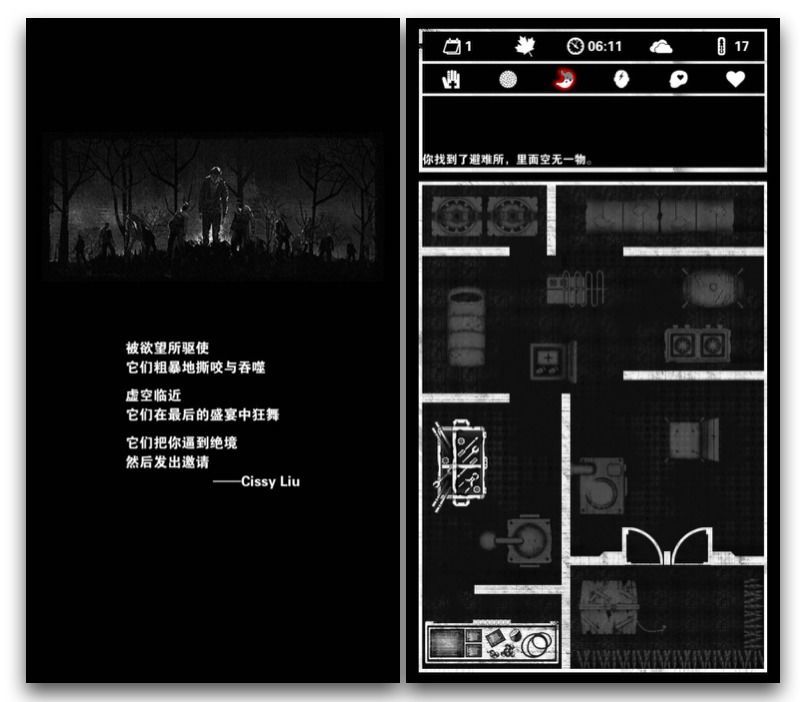 被欲望所驱使
它们粗暴地撕咬与吞噬
虚空临近
它们在最后的盛宴中狂舞
它们把你逼到绝境
然后发出邀请
——Cissy Liu
1
06:11
17
你找到了避难所，里面空无一物。